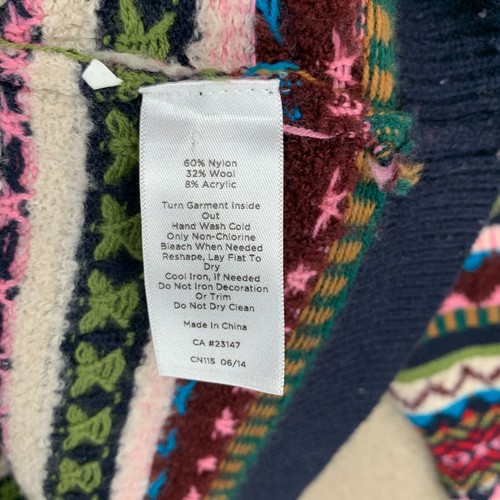 60% Nylon
32% Wool
8% Acrylic
Turn Garment Inside
Out
Hand Wash Cold
Only Non-Chlorine
Bleach When Needed
Reshape, Lay Flat To
Dry
Cool Iron, If Needed
Do Not Iron Decoration
Or Trim
Do Not Dry Clean
Made In China
CA #23147
CN115 06/14